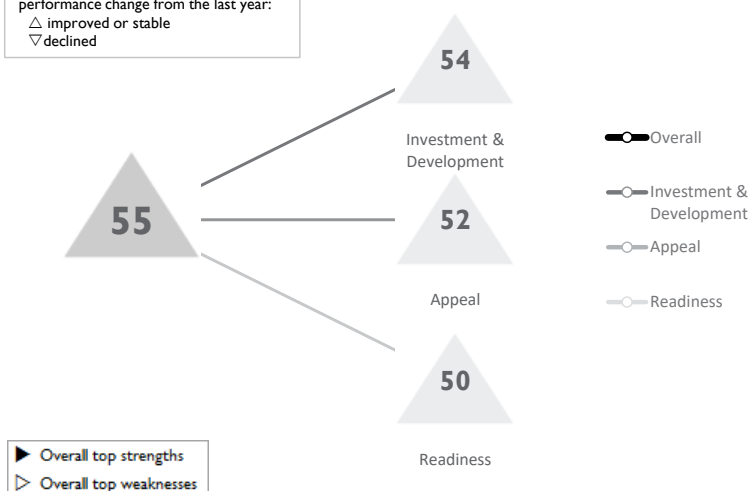 performance change from the last year:
△ improved or stable
▽ declined
54
Investment &
Development
55
52
Appeal
50
Readiness
Overall
Investment &
Development
Appeal
Readiness
▶ Overall top strengths
▷ Overall top weaknesses